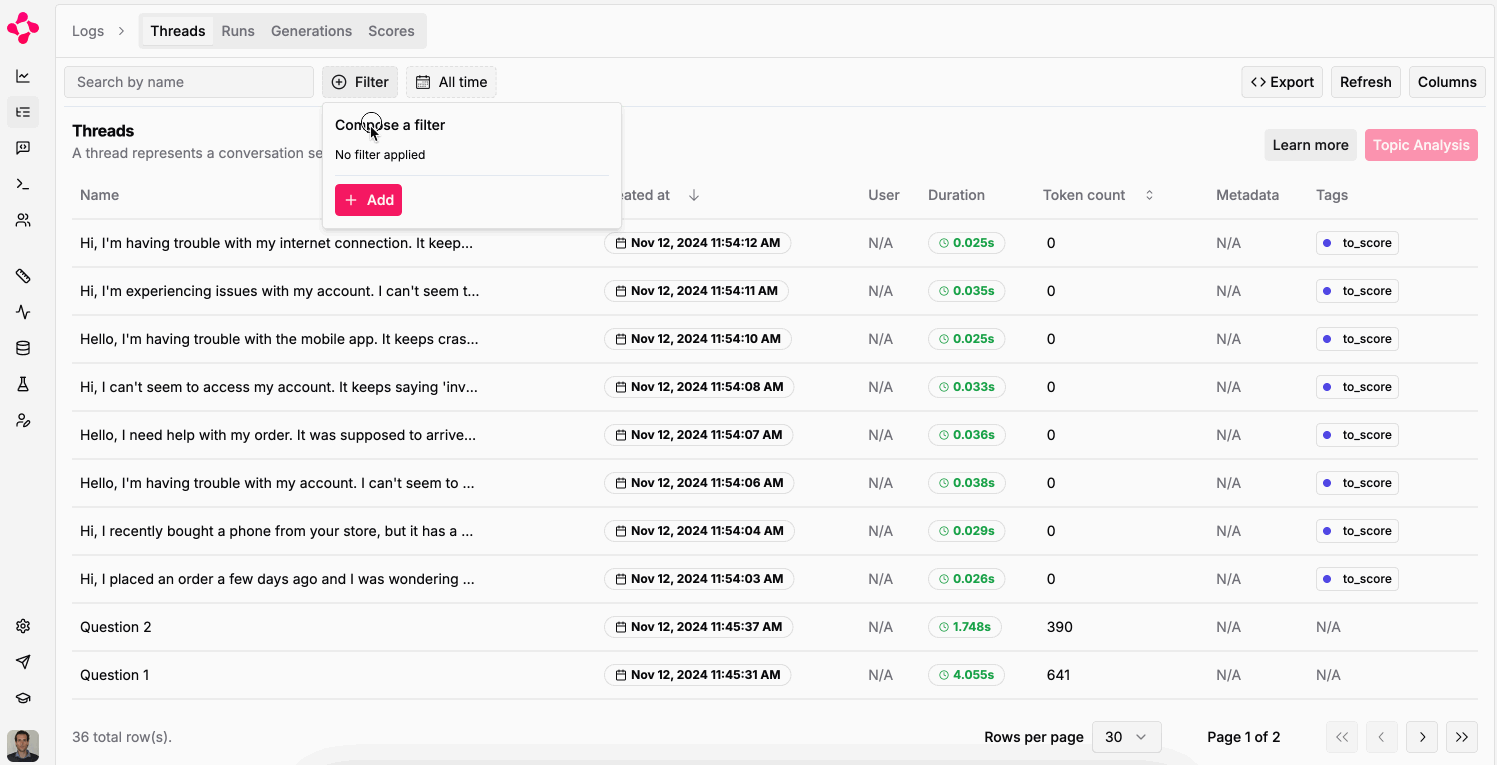 Logs > Threads Runs Generations Scores
Search by name Filter All time Export Refresh Columns
Compose a filter
No filter applied
+ Add
Threads
A thread represents a conversation se
Learn more Topic Analysis
Name eated at User Duration Token count Metadata Tags
Hi, I'm having trouble with my internet connection. It keep... Nov 12, 2024 11:54:12 AM N/A 0.025s 0 N/A to_score
Hi, I'm experiencing issues with my account. I can't seem t... Nov 12, 2024 11:54:11 AM N/A 0.035s 0 N/A to_score
Hello, I'm having trouble with the mobile app. It keeps cras... Nov 12, 2024 11:54:10 AM N/A 0.025s 0 N/A to_score
Hi, I can't seem to access my account. It keeps saying 'inv... Nov 12, 2024 11:54:08 AM N/A 0.033s 0 N/A to_score
Hello, I need help with my order. It was supposed to arrive... Nov 12, 2024 11:54:07 AM N/A 0.036s 0 N/A to_score
Hello, I'm having trouble with my account. I can't seem to ... Nov 12, 2024 11:54:06 AM N/A 0.038s 0 N/A to_score
Hi, I recently bought a phone from your store, but it has a ... Nov 12, 2024 11:54:04 AM N/A 0.029s 0 N/A to_score
Hi, I placed an order a few days ago and I was wondering ... Nov 12, 2024 11:54:03 AM N/A 0.026s 0 N/A to_score
Question 2 Nov 12, 2024 11:45:37 AM N/A 1.748s 390 N/A N/A
Question 1 Nov 12, 2024 11:45:31 AM N/A 4.055s 641 N/A N/A
36 total row(s). Rows per page 30 Page 1 of 2